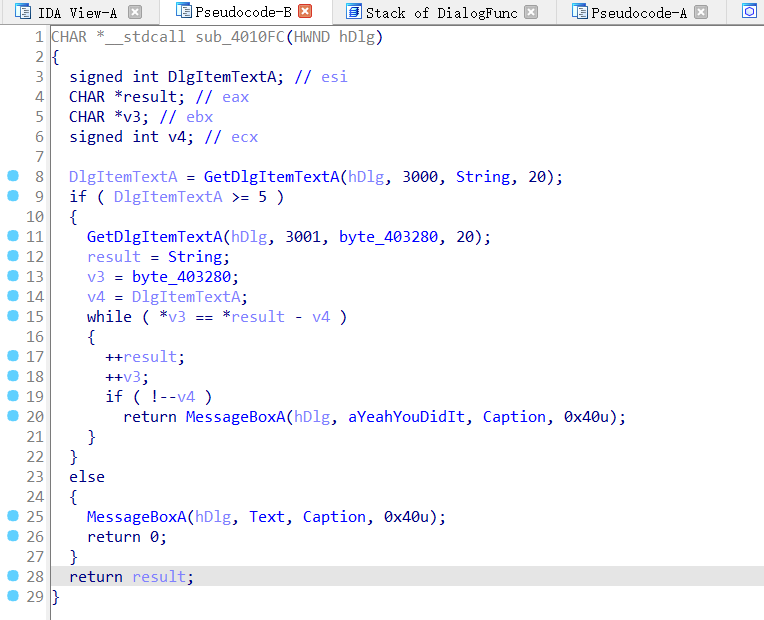 IDA View-A Pseudocode-B Stack of DialogFunc Pseudocode-A
1 CHAR *__stdcall sub_4010FC(HWND hDlg)
2 {
3 signed int DlgItemTextA; // esi
4 CHAR *result; // eax
5 CHAR *v3; // ebx
6 signed int v4; // ecx
7
8 DlgItemTextA = GetDlgItemTextA(hDlg, 3000, String, 20);
9 if ( DlgItemTextA >= 5 )
10 {
11 GetDlgItemTextA(hDlg, 3001, byte_403280, 20);
12 result = String;
13 v3 = byte_403280;
14 v4 = DlgItemTextA;
15 while ( *v3 == *result - v4 )
16 {
17 ++result;
18 ++v3;
19 if ( !--v4 )
20 return MessageBoxA(hDlg, aYeahYouDidIt, Caption, 0x40u);
21 }
22 }
23 else
24 {
25 MessageBoxA(hDlg, Text, Caption, 0x40u);
26 return 0;
27 }
28 return result;
29 }